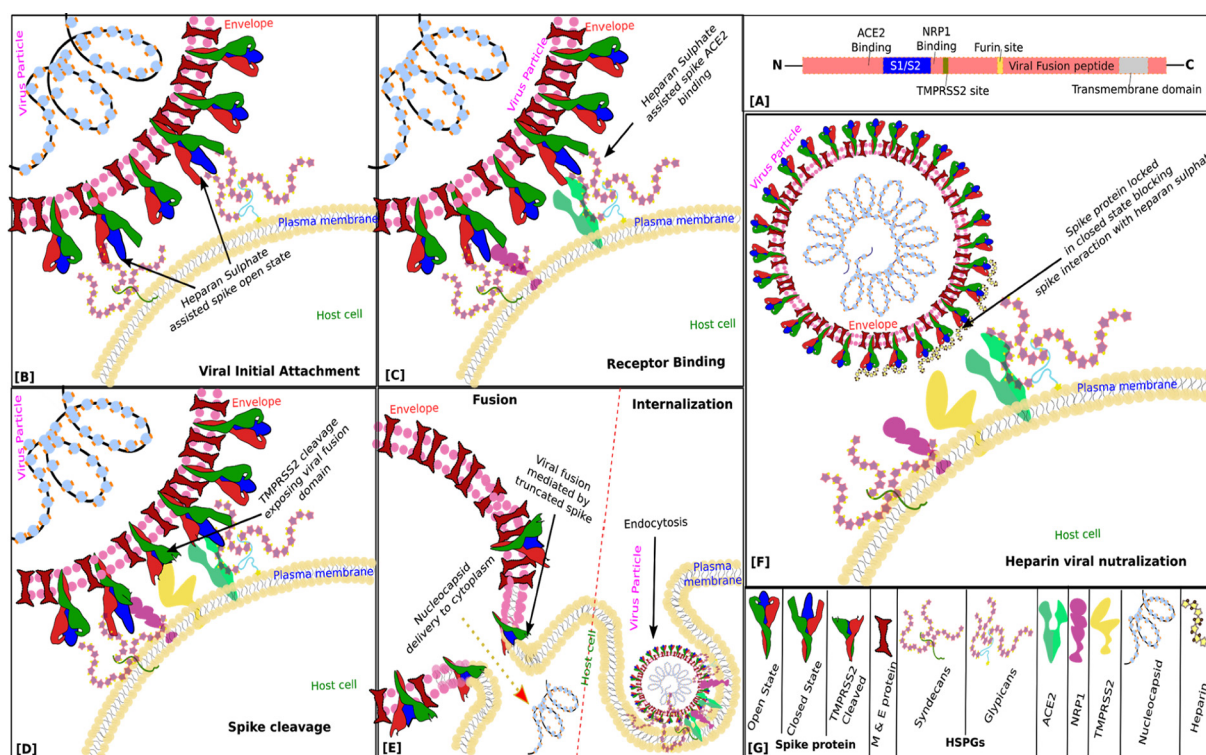 Virus Particle
Envelope
Plasma membrane
Heparan Sulphate
assisted spike open state
Host cell
[B]
Viral Initial Attachment
Virus Particle
Envelope
Virus Particle
Heparan Sulphate
assisted spike ACE2
binding
Plasma membrane
Host cell
[C]
Receptor Binding
ACE2
Binding
NRP1
Binding
Furin site
N
S1/S2
Viral Fusion peptide
C
TMPRSS2 site
Transmembrane domain
[A]
Virus Particle
Envelope
Spike protein locked
in closed state blocking
spike interaction with heparan sulphat
Plasma membrane
Host cell
[F]
Heparin viral nutralization
Virus Particle
Envelope
TMPRSS2 cleavage
exposing viral fusion
domain
Plasma membrane
Host cell
[D]
Spike cleavage
Fusion
Internalization
Envelope
Viral fusion
mediated by
truncated spike
Nucleocapsid
delivery to cytoplasm
Host cell
Endocytosis
Virus Particle
Plasma
membrane
[E]
Open State
Closed State
TMPRSS2
Cleaved
M & E protein
Syndecans
Glypicans
ACE2
NRP1
TMPRSS2
Nucleocapsid
Heparin
[G]
Spike protein
HSPGs